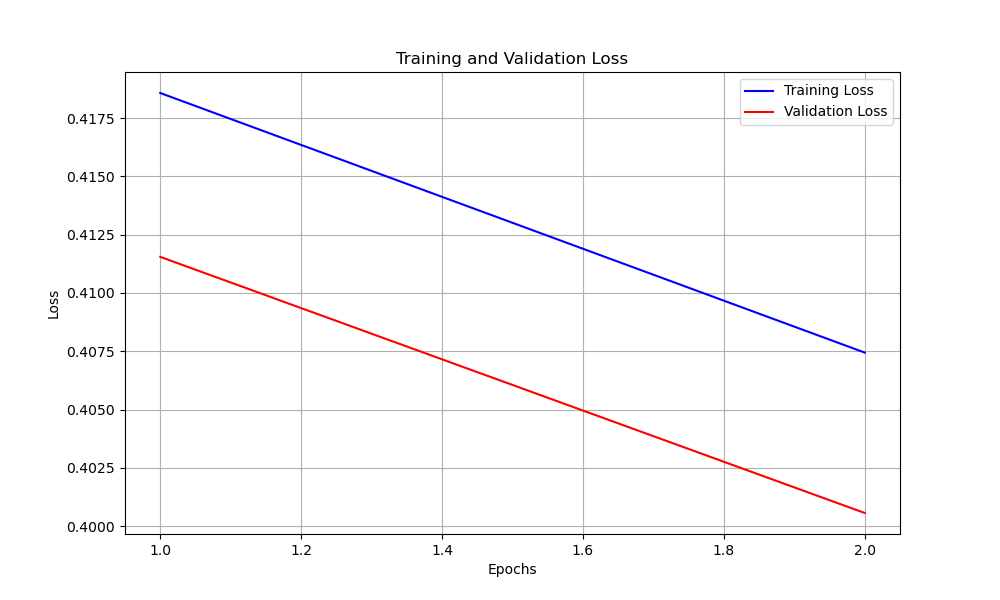 Training and Validation Loss
Training Loss
Validation Loss
0.4175
0.4150
0.4125
0.4100
0.4075
0.4050
0.4025
0.4000
Loss
1.0 1.2 1.4 1.6 1.8 2.0
Epochs